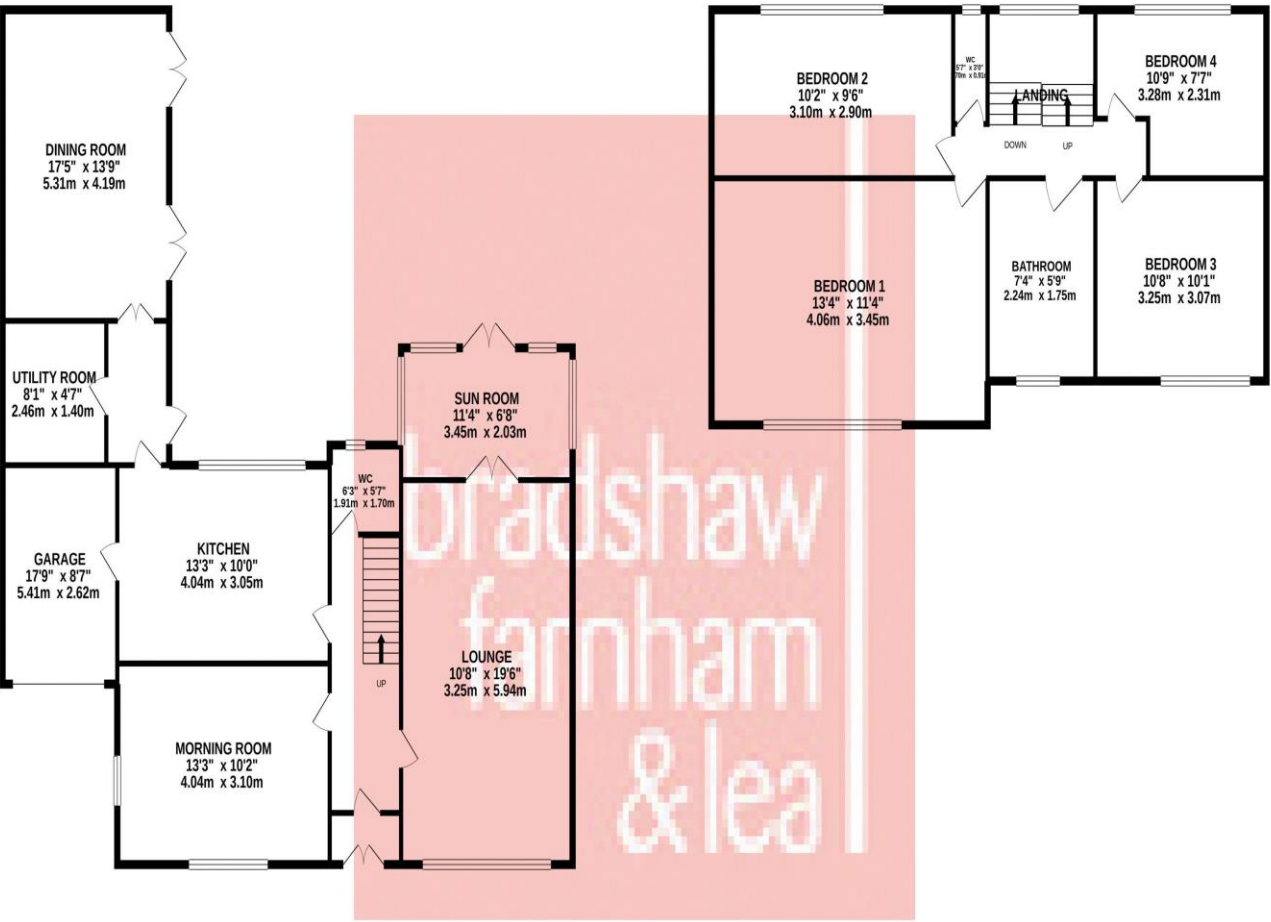 DINING ROOM
17'5" x 13'9"
5.31m x 4.19m
UTILITY ROOM
8'1" x 4'7"
2.46m x 1.40m
GARAGE
17'9" x 8'7"
5.41m x 2.62m
KITCHEN
13'3" x 10'0"
4.04m x 3.05m
MORNING ROOM
13'3" x 10'2"
4.04m x 3.10m
WC
6'3" x 5'7"
1.91m x 1.70m
UP
SUN ROOM
11'4" x 6'8"
3.45m x 2.03m
LOUNGE
10'8" x 19'6"
3.25m x 5.94m
bradshaw
farnham
& lea
BEDROOM 2
10'2" x 9'6"
3.10m x 2.90m
WC
LANDING
DOWN
UP
BEDROOM 4
10'9" x 7'7"
3.28m x 2.31m
BEDROOM 1
13'4" x 11'4"
4.06m x 3.45m
BATHROOM
7'4" x 5'9"
2.24m x 1.75m
BEDROOM 3
10'8" x 10'1"
3.25m x 3.07m